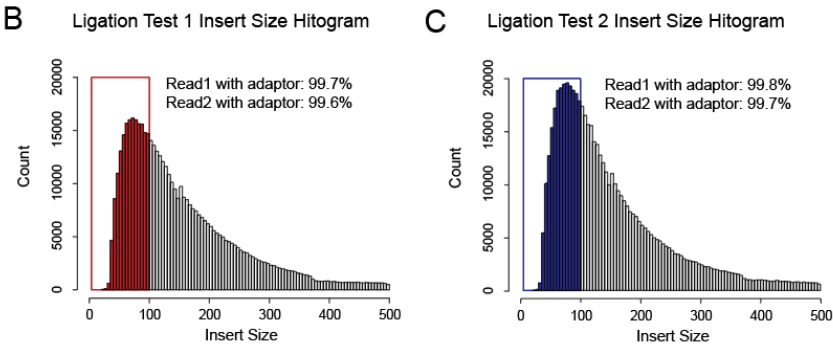 B
Ligation Test 1 Insert Size Hitogram
Read1 with adaptor: 99.7%
Read2 with adaptor: 99.6%
Count
20000
15000
10000
5000
0
0 100 200 300 400 500
Insert Size
C
Ligation Test 2 Insert Size Hitogram
Read1 with adaptor: 99.8%
Read2 with adaptor: 99.7%
Count
20000
15000
10000
5000
0
0 100 200 300 400 500
Insert Size